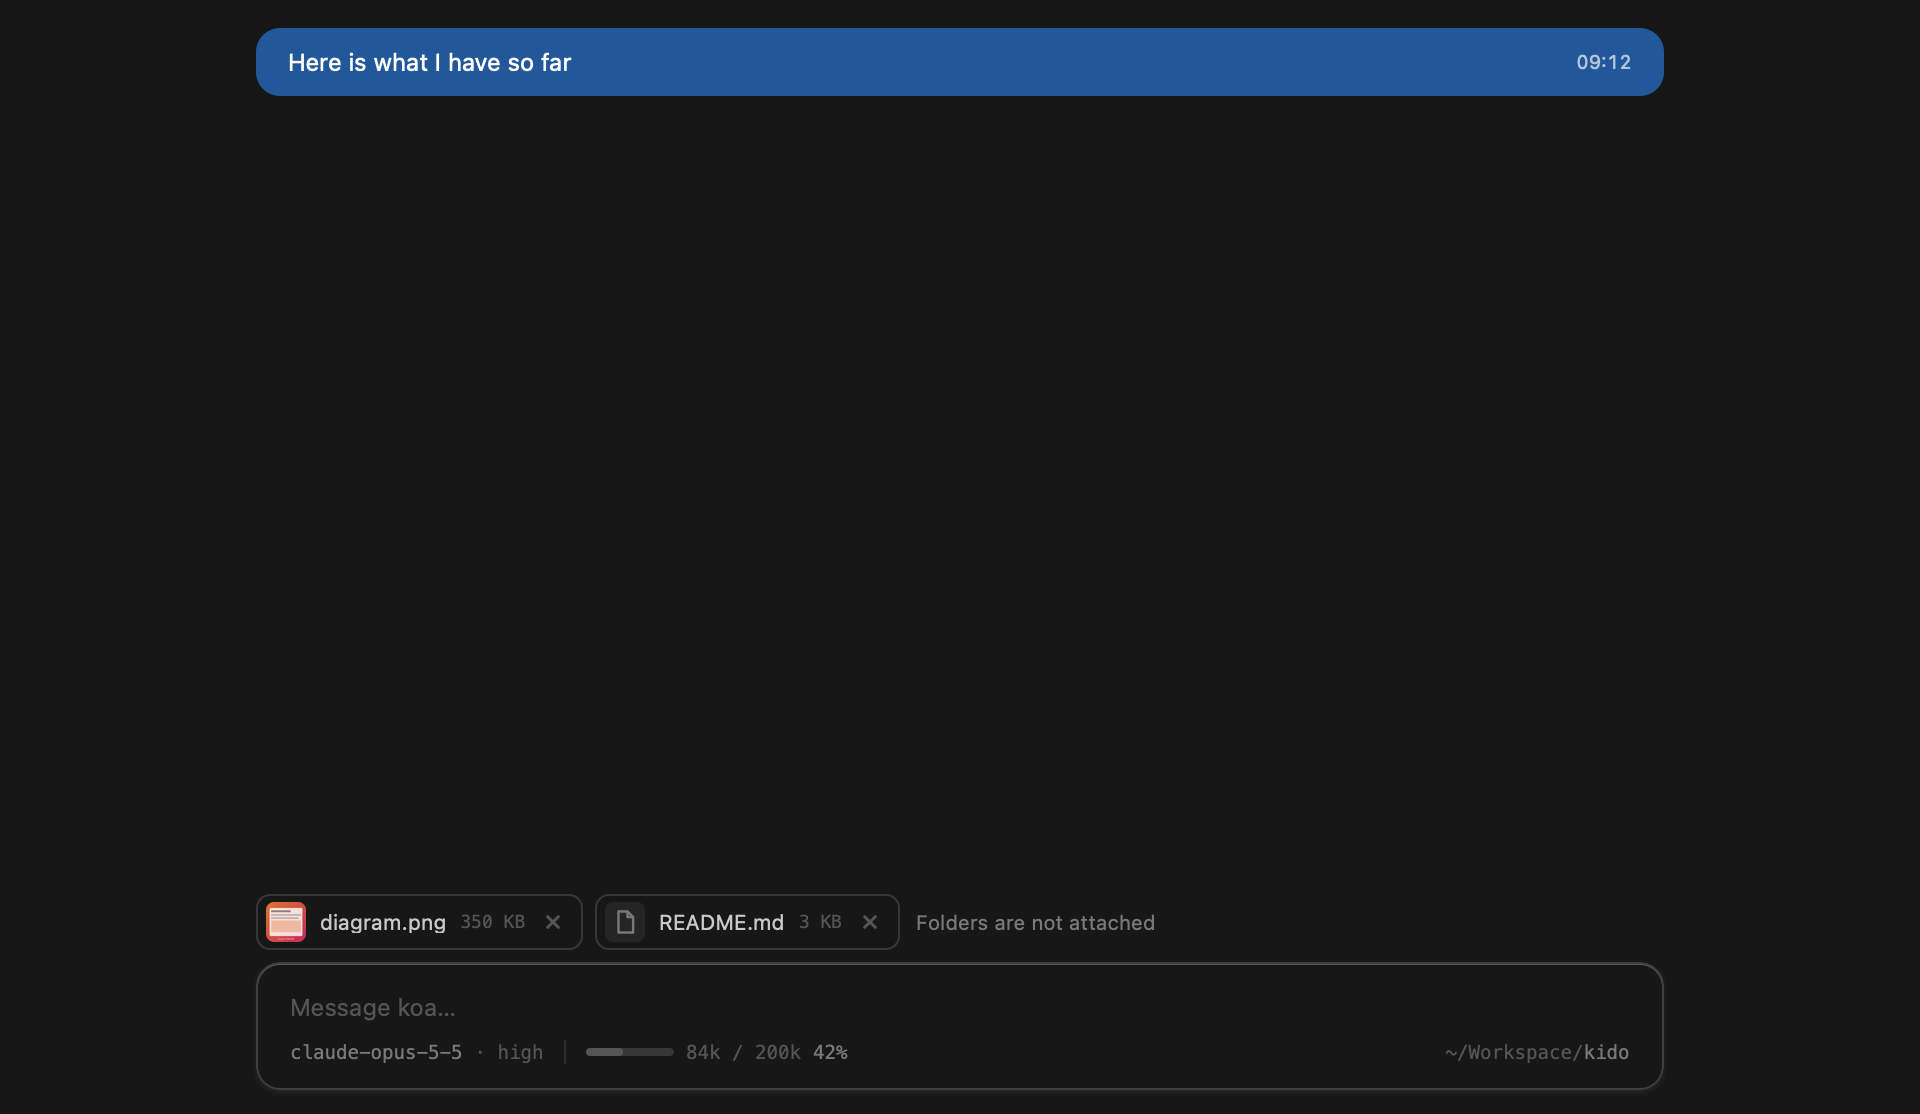 Here is what I have so far 09:12
diagram.png 350 KB README.md 3 KB Folders are not attached
Message koa...
claude-opus-5-5 · high 84k / 200k 42% ~/Workspace/kido